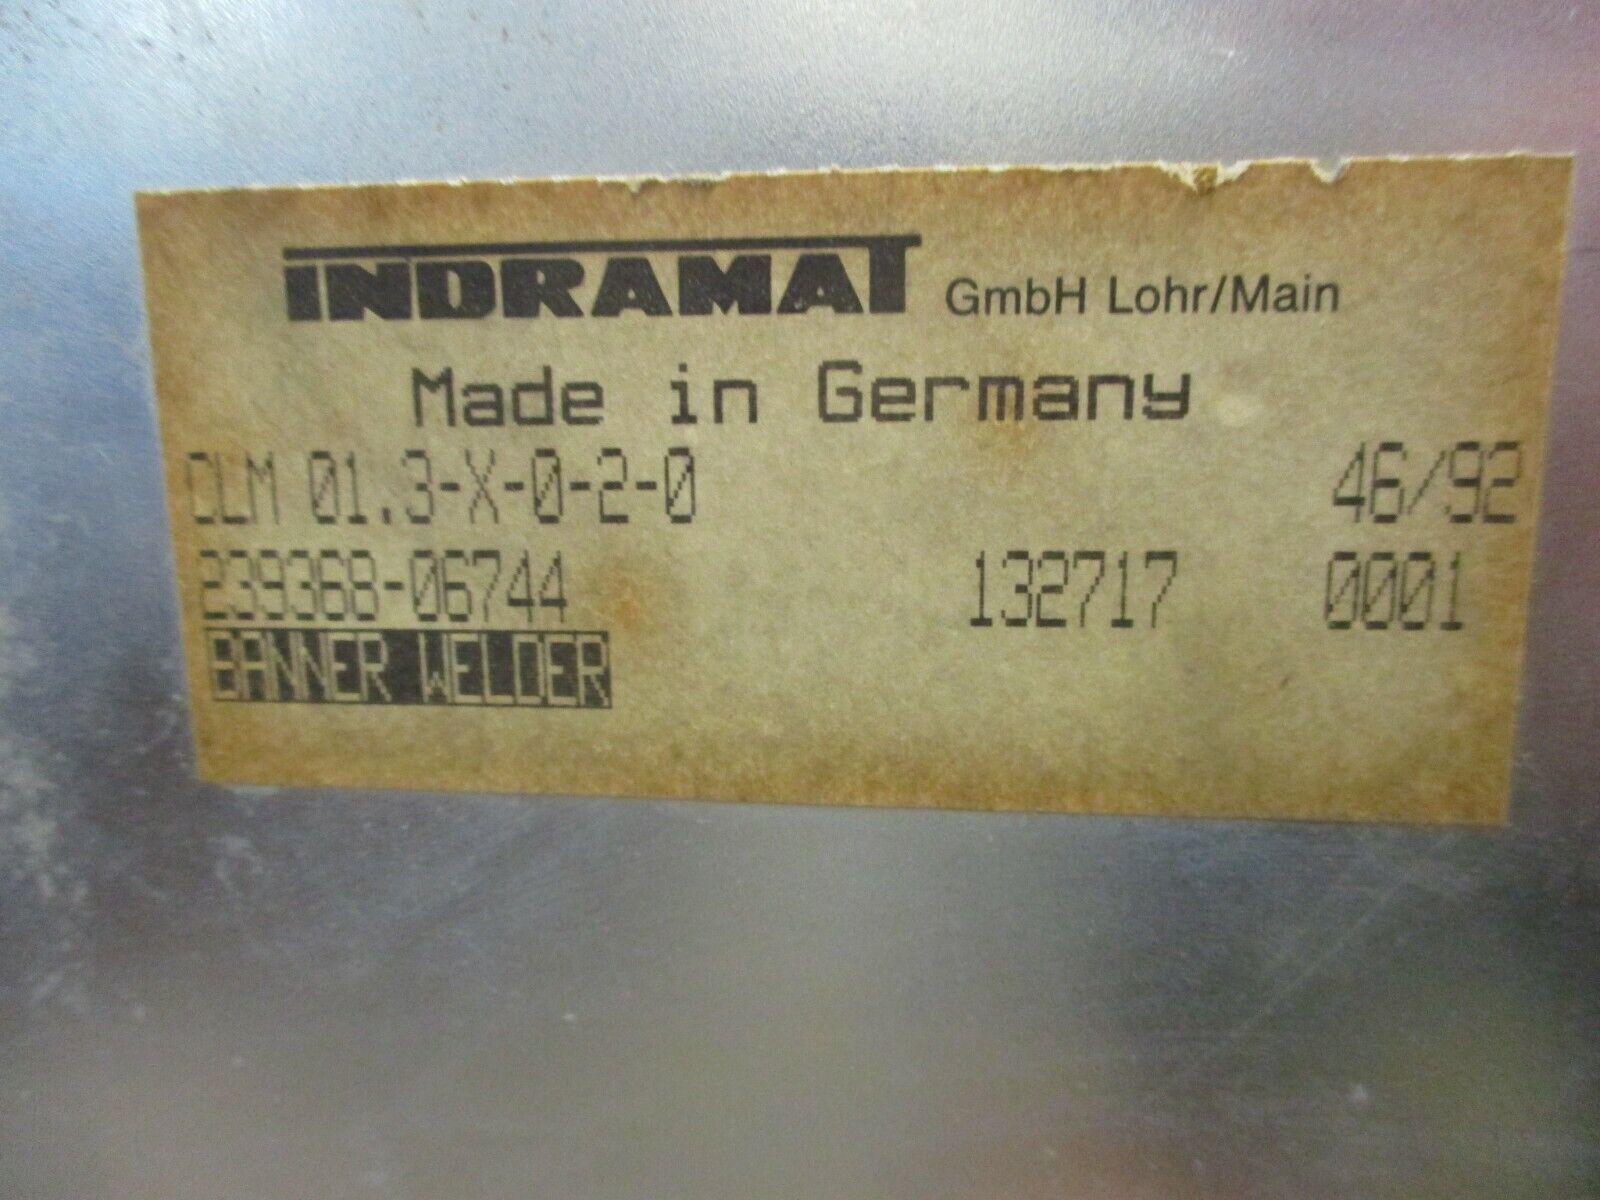 INDRAMAT GmbH Lohr/Main
Made in Germany
CLM 01.3-X-0-2-0 46/92
239368-06744 132717 0001
BANNER WELDER